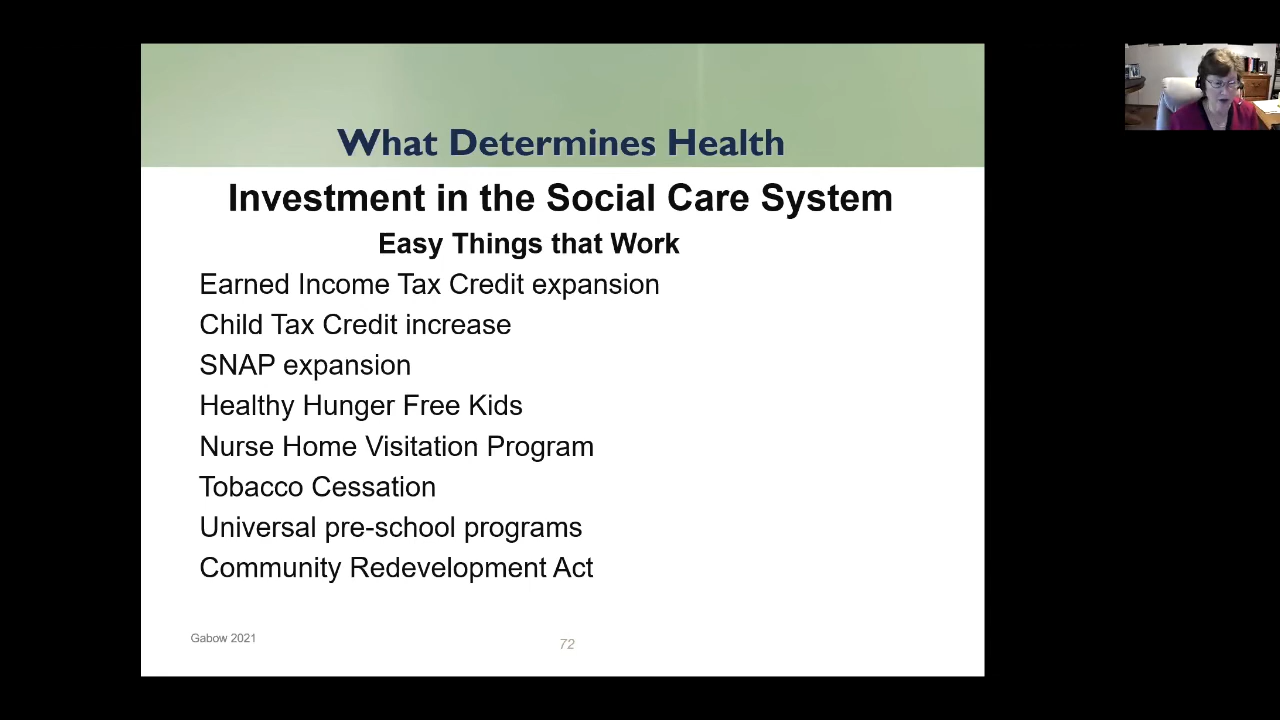 What Determines Health
Investment in the Social Care System
Easy Things that Work
Earned Income Tax Credit expansion
Child Tax Credit increase
SNAP expansion
Healthy Hunger Free Kids
Nurse Home Visitation Program
Tobacco Cessation
Universal pre-school programs
Community Redevelopment Act
Gabow 2021
72